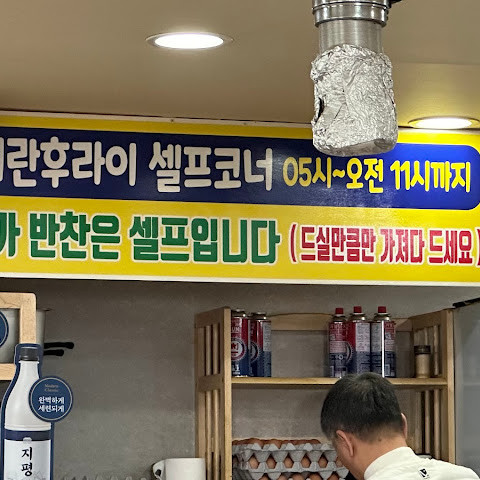 란후라이 셀프코너 05시~오전 11시까지
가 반찬은 셀프입니다 (드실만큼만 가져다 드세요)
완벽하게
세련되게
지평